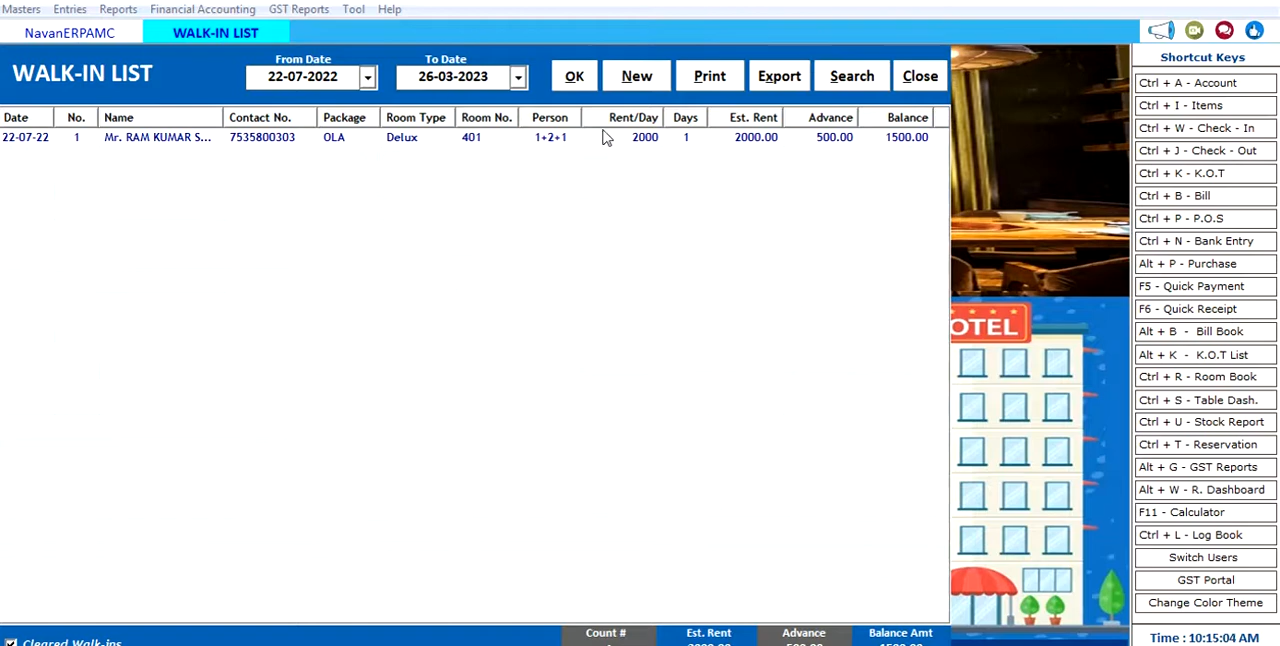 Masters Entries Reports Financial Accounting GST Reports Tool Help
NavanERPAMC WALK-IN LIST
WALK-IN LIST
From Date To Date
22-07-2022 26-03-2023 OK New Print Export Search Close
Date No. Name Contact No. Package Room Type Room No. Person Rent/Day Days Est. Rent Advance Balance
22-07-22 1 Mr. RAM KUMAR S... 7535800303 OLA Delux 401 1+2+1 2000 1 2000.00 500.00 1500.00
OTEL
Shortcut Keys
Ctrl + A - Account
Ctrl + I - Items
Ctrl + W - Check - In
Ctrl + J - Check - Out
Ctrl + K - K.O.T
Ctrl + B - Bill
Ctrl + P - P.O.S
Ctrl + N - Bank Entry
Alt + P - Purchase
F5 - Quick Payment
F6 - Quick Receipt
Alt + B - Bill Book
Alt + K - K.O.T List
Ctrl + R - Room Book
Ctrl + S - Table Dash.
Ctrl + U - Stock Report
Ctrl + T - Reservation
Alt + G - GST Reports
Alt + W - R. Dashboard
F11 - Calculator
Ctrl + L - Log Book
Switch Users
GST Portal
Change Color Theme
Cleared Walk-ins
Count # Est. Rent Advance Balance Amt
Time : 10:15:04 AM